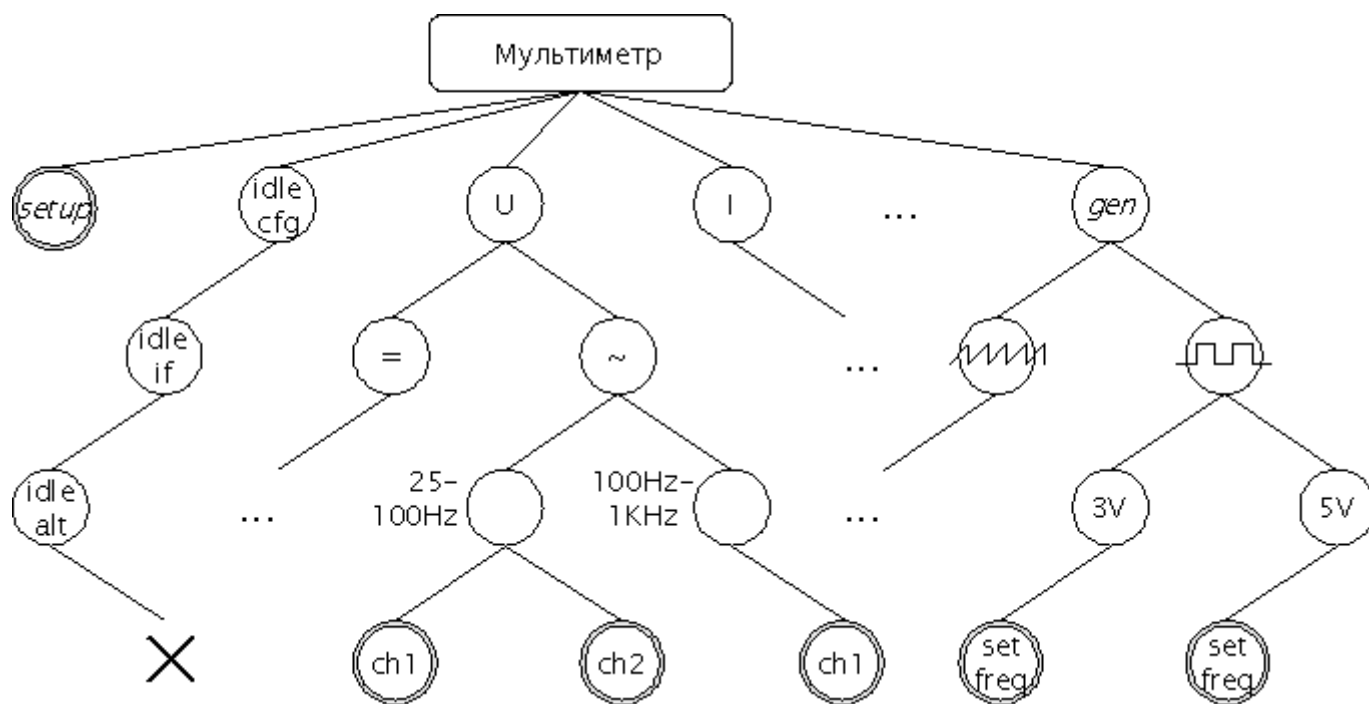 Мультиметр
setup
idle
cfg
U
I
...
gen
idle
if
=
~
...
idle
alt
...
25-
100Hz
100Hz-
1KHz
...
3V
5V
ch1
ch2
ch1
set
freq
set
freq